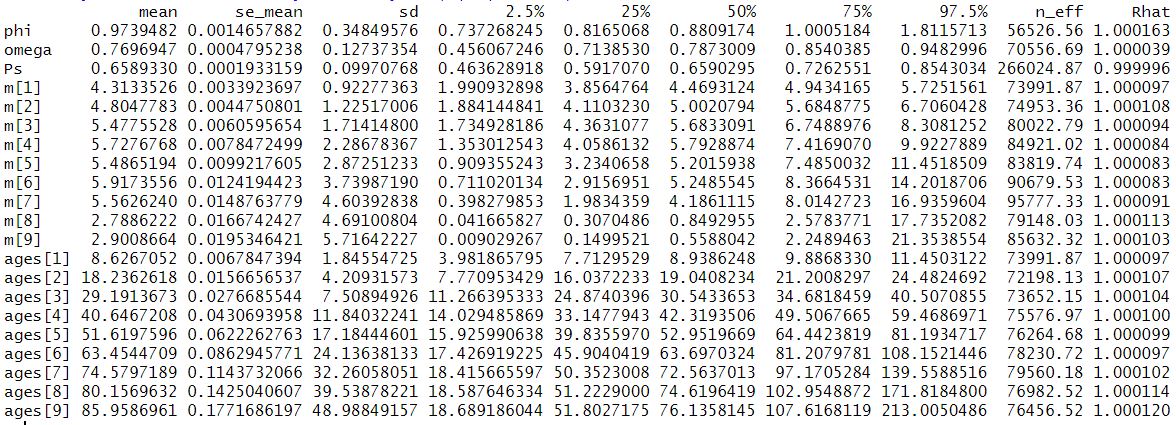 mean se_mean sd 2.5% 25% 50% 75% 97.5% n_eff Rhat
phi 0.9739482 0.0014657882 0.34849576 0.737268245 0.8165068 0.8809174 1.0005184 1.8115713 56526.56 1.000163
omega 0.7696947 0.0004795238 0.12737354 0.456067246 0.7138530 0.7873009 0.8540385 0.9482996 70556.69 1.000039
Ps 0.6589330 0.0001933159 0.09970768 0.463628918 0.5917070 0.6590295 0.7262551 0.8543034 266024.87 0.999996
m[1] 4.3133526 0.0033923697 0.92277363 1.990932898 3.8564764 4.4693124 4.9434165 5.7251561 73991.87 1.000097
m[2] 4.8047783 0.0044750801 1.22517006 1.884144841 4.1103230 5.0020794 5.6848775 6.7060428 74953.36 1.000108
m[3] 5.4775528 0.0060595654 1.71414800 1.734928186 4.3631077 5.6833091 6.7488976 8.3081252 80022.79 1.000094
m[4] 5.7276768 0.0078472499 2.28678367 1.353012543 4.0586132 5.7928874 7.4169070 9.9227889 84921.02 1.000084
m[5] 5.4865194 0.0099217605 2.87251233 0.909355243 3.2340658 5.2015938 7.4850032 11.4518509 83819.74 1.000083
m[6] 5.9173556 0.0124194423 3.73987190 0.711020134 2.9156951 5.2485545 8.3664531 14.2018706 90679.53 1.000083
m[7] 5.5626240 0.0148763779 4.60392838 0.398279853 1.9834359 4.1861115 8.0142723 16.9359604 95777.33 1.000091
m[8] 2.7886222 0.0166742427 4.69100804 0.041665827 0.3070486 0.8492955 2.5783771 17.7352082 79148.03 1.000113
m[9] 2.9008664 0.0195346421 5.71642227 0.009029267 0.1499521 0.5588042 2.2489463 21.3538554 85632.32 1.000103
ages[1] 8.6267052 0.0067847394 1.84554725 3.981865795 7.7129529 8.9386248 9.8868330 11.4503122 73991.87 1.000097
ages[2] 18.2362618 0.0156656537 4.20931573 7.770953429 16.0372233 19.0408234 21.2008297 24.4824692 72198.13 1.000107
ages[3] 29.1913673 0.0276685544 7.50894926 11.266395333 24.8740396 30.5433653 34.6818459 40.5070855 73652.15 1.000104
ages[4] 40.6467208 0.0430693958 11.84032241 14.029485869 33.1477943 42.3193506 49.5067665 59.4686971 75576.97 1.000100
ages[5] 51.6197596 0.0622262763 17.18444601 15.925990638 39.8355970 52.9519669 64.4423819 81.1934717 76264.68 1.000099
ages[6] 63.4544709 0.0862945771 24.13638133 17.426919225 45.9040419 63.6970324 81.2079781 108.1521446 78230.72 1.000097
ages[7] 74.5797189 0.1143732066 32.26058051 18.415665597 50.3523008 72.5637013 97.1705284 139.5588516 79560.18 1.000102
ages[8] 80.1569632 0.1425040607 39.53878221 18.587646334 51.2229000 74.6196419 102.9548872 171.8184800 76982.52 1.000114
ages[9] 85.9586961 0.1771686197 48.98849157 18.689186044 51.8027175 76.1358145 107.6168119 213.0050486 76456.52 1.000120